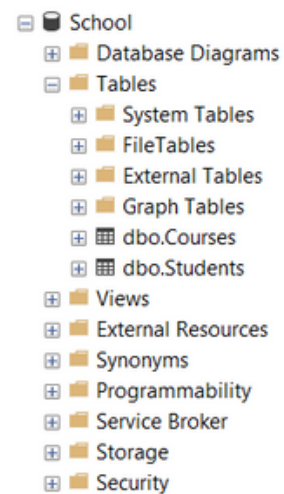 School
Database Diagrams
Tables
System Tables
FileTables
External Tables
Graph Tables
dbo.Courses
dbo.Students
Views
External Resources
Synonyms
Programmability
Service Broker
Storage
Security